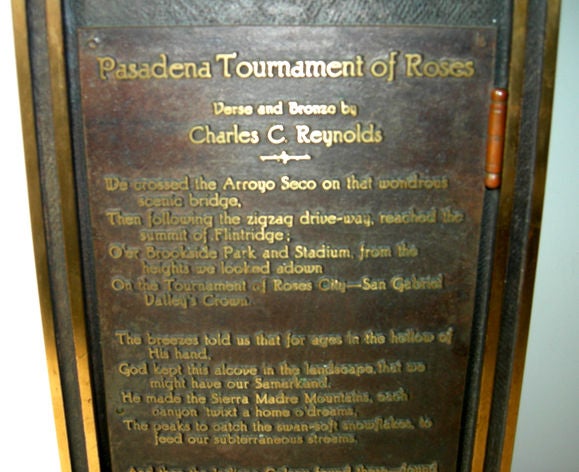 Pasadena Tournament of Roses
Verse and Bronze by
Charles C. Reynolds
We crossed the Arroyo Seco on that wondrous
scenic bridge,
Then following the zigzag drive-way, reached the
summit of Flintridge;
O'er Brookside Park and Stadium, from the
heights we looked adown
On the Tournament of Roses City—San Gabriel
Valley's Crown.
The breezes told us that for ages in the hollow of
His hand,
God kept this alcove in the landscape, that we
might have our Samarkand.
He made the Sierra Madre Mountains, each
canyon 'twixt a home o'dreams,
The peaks to catch the swan-soft snowflakes, to
feed our subterraneous streams.
And then the